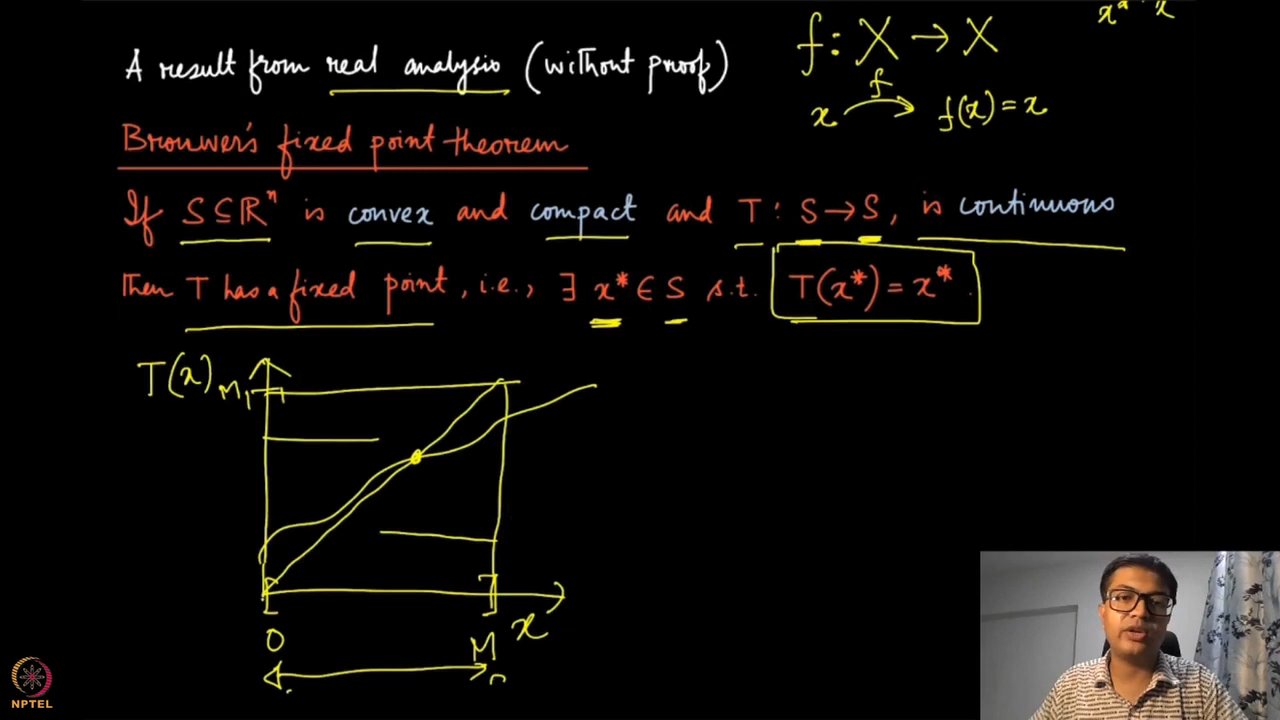 A result from real analysis (without proof)
f: X → X
x f f(x) = x
Brouwer's fixed point theorem
If S ⊆ ℝⁿ is convex and compact and T : S → S, is continuous
then T has a fixed point, i.e., ∃ x* ∈ S s.t. T(x*) = x*.
T(x)
M
0 M x
NPTEL